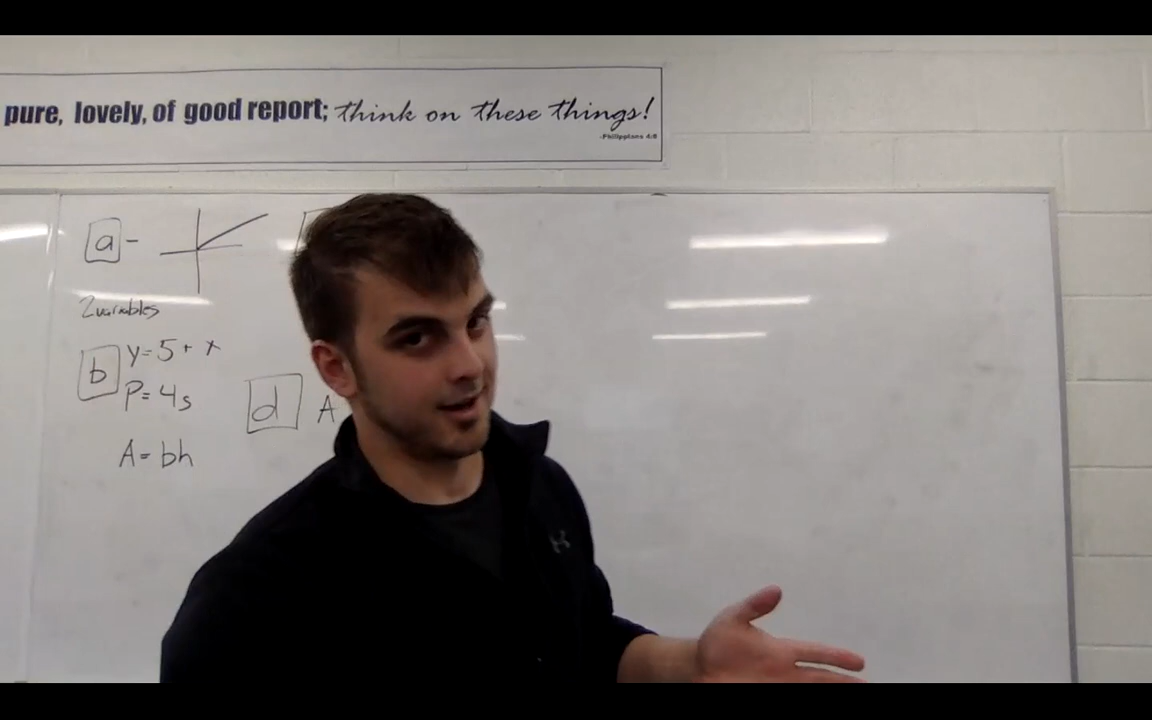 pure, lovely, of good report; think on these things!
-Philippians 4:8
a -
2 variables
b y = 5 + x
P = 4s
d A
A = bh